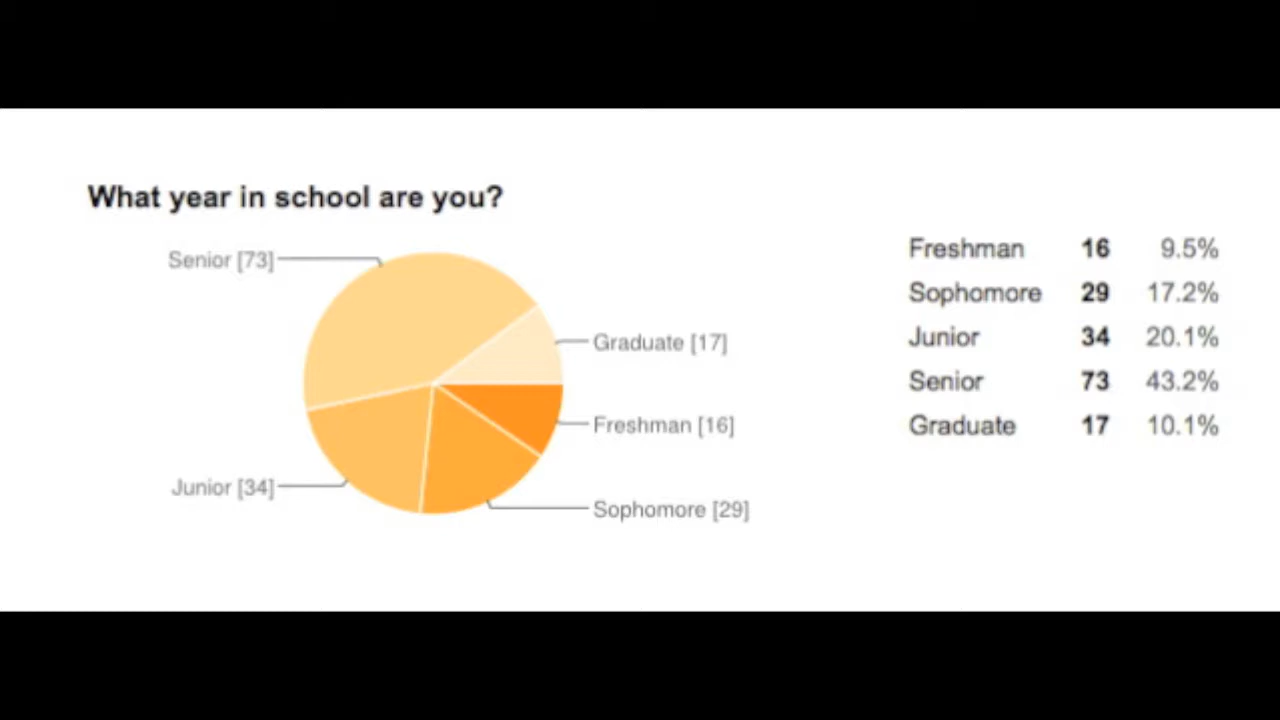 What year in school are you?
Senior [73]
Graduate [17]
Freshman [16]
Junior [34]
Sophomore [29]
Freshman 16 9.5%
Sophomore 29 17.2%
Junior 34 20.1%
Senior 73 43.2%
Graduate 17 10.1%